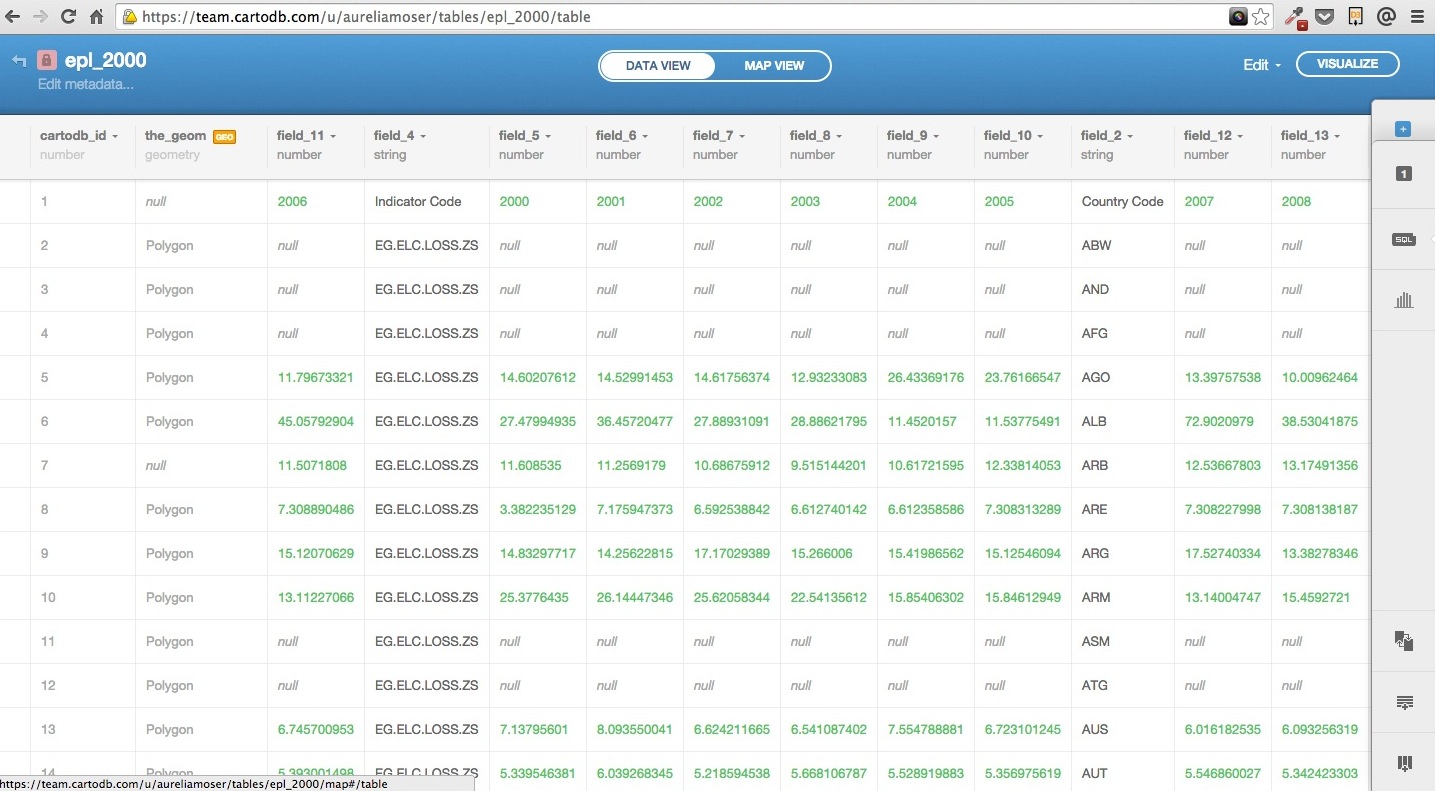 https://team.cartodb.com/u/aureliamoser/tables/epl_2000/table
epl_2000
Edit metadata...
DATA VIEW MAP VIEW
Edit VISUALIZE
cartodb_id the_geom GEO field_11 field_4 field_5 field_6 field_7 field_8 field_9 field_10 field_2 field_12 field_13
number geometry number string number number number number number number string number number
1 null 2006 Indicator Code 2000 2001 2002 2003 2004 2005 Country Code 2007 2008
2 Polygon null EG.ELC.LOSS.ZS null null null null null null ABW null null
3 Polygon null EG.ELC.LOSS.ZS null null null null null null AND null null
4 Polygon null EG.ELC.LOSS.ZS null null null null null null AFG null null
5 Polygon 11.79673321 EG.ELC.LOSS.ZS 14.60207612 14.52991453 14.61756374 12.93233083 26.43369176 23.76166547 AGO 13.39757538 10.00962464
6 Polygon 45.05792904 EG.ELC.LOSS.ZS 27.47994935 36.45720477 27.88931091 28.88621795 11.4520157 11.53775491 ALB 72.9020979 38.53041875
7 null 11.5071808 EG.ELC.LOSS.ZS 11.608535 11.2569179 10.68675912 9.515144201 10.61721595 12.33814053 ARB 12.53667803 13.17491356
8 Polygon 7.308890486 EG.ELC.LOSS.ZS 3.382235129 7.175947373 6.592538842 6.612740142 6.612358586 7.308313289 ARE 7.308227998 7.308138187
9 Polygon 15.12070629 EG.ELC.LOSS.ZS 14.83297717 14.25622815 17.17029389 15.266006 15.41986562 15.12546094 ARG 17.52740334 13.38278346
10 Polygon 13.11227066 EG.ELC.LOSS.ZS 25.3776435 26.14447346 25.62058344 22.54135612 15.85406302 15.84612949 ARM 13.14004747 15.4592721
11 Polygon null EG.ELC.LOSS.ZS null null null null null null ASM null null
12 Polygon null EG.ELC.LOSS.ZS null null null null null null ATG null null
13 Polygon 6.745700953 EG.ELC.LOSS.ZS 7.13795601 8.093550041 6.624211665 6.541087402 7.554788881 6.723101245 AUS 6.016182535 6.093256319
14 Polygon 5.393001498 EG.ELC.LOSS.ZS 5.339546381 6.039268345 5.218594538 5.668106787 5.528919883 5.356975619 AUT 5.546860027 5.342423303
https://team.cartodb.com/u/aureliamoser/tables/epl_2000/map#/table
1
SQL